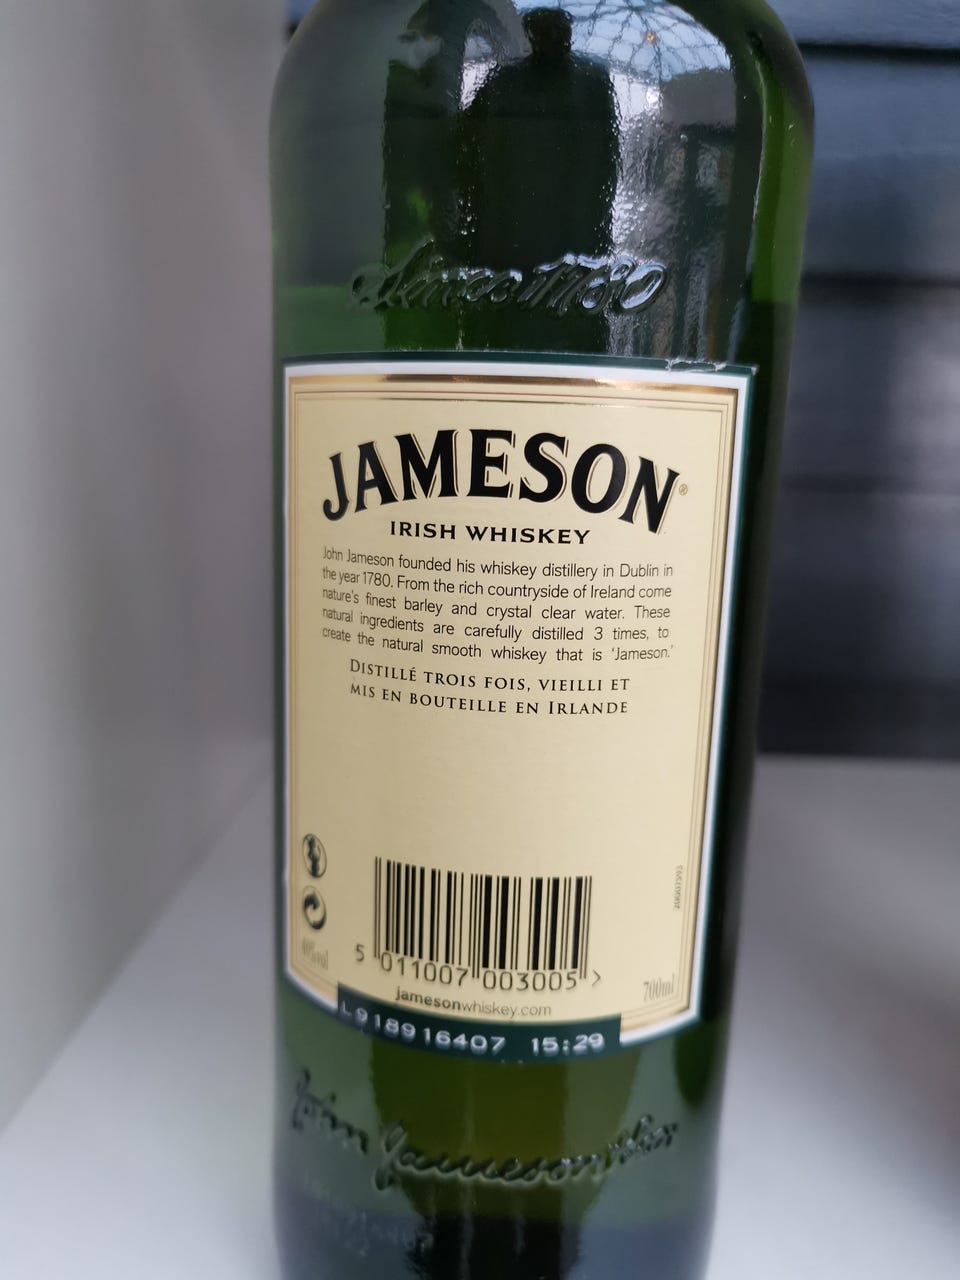 Since 1780
JAMESON®
IRISH WHISKEY
John Jameson founded his whiskey distillery in Dublin in
the year 1780. From the rich countryside of Ireland come
nature's finest barley and crystal clear water. These
natural ingredients are carefully distilled 3 times, to
create the natural smooth whiskey that is 'Jameson.'
DISTILLÉ TROIS FOIS, VIEILLI ET
MIS EN BOUTEILLE EN IRLANDE
5 011007 003005 >
700ml
jamesonwhiskey.com
L918916407 15:29
John Jameson